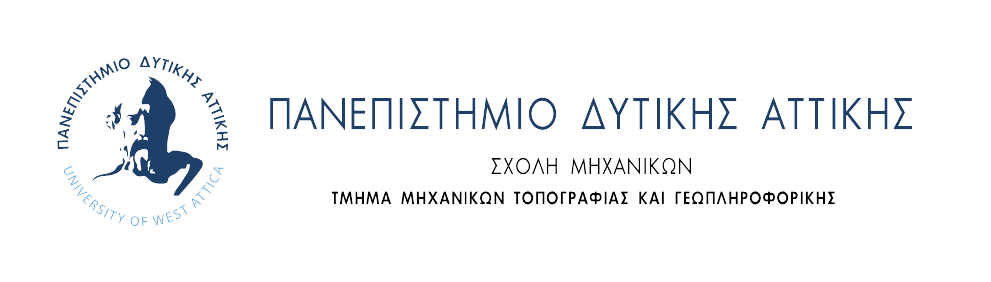 ΠΑΝΕΠΙΣΤΗΜΙΟ ΔΥΤΙΚΗΣ ΑΤΤΙΚΗΣ
UNIVERSITY OF WEST ATTICA
ΠΑΝΕΠΙΣΤΗΜΙΟ ΔΥΤΙΚΗΣ ΑΤΤΙΚΗΣ
ΣΧΟΛΗ ΜΗΧΑΝΙΚΩΝ
ΤΜΗΜΑ ΜΗΧΑΝΙΚΩΝ ΤΟΠΟΓΡΑΦΙΑΣ ΚΑΙ ΓΕΩΠΛΗΡΟΦΟΡΙΚΗΣ